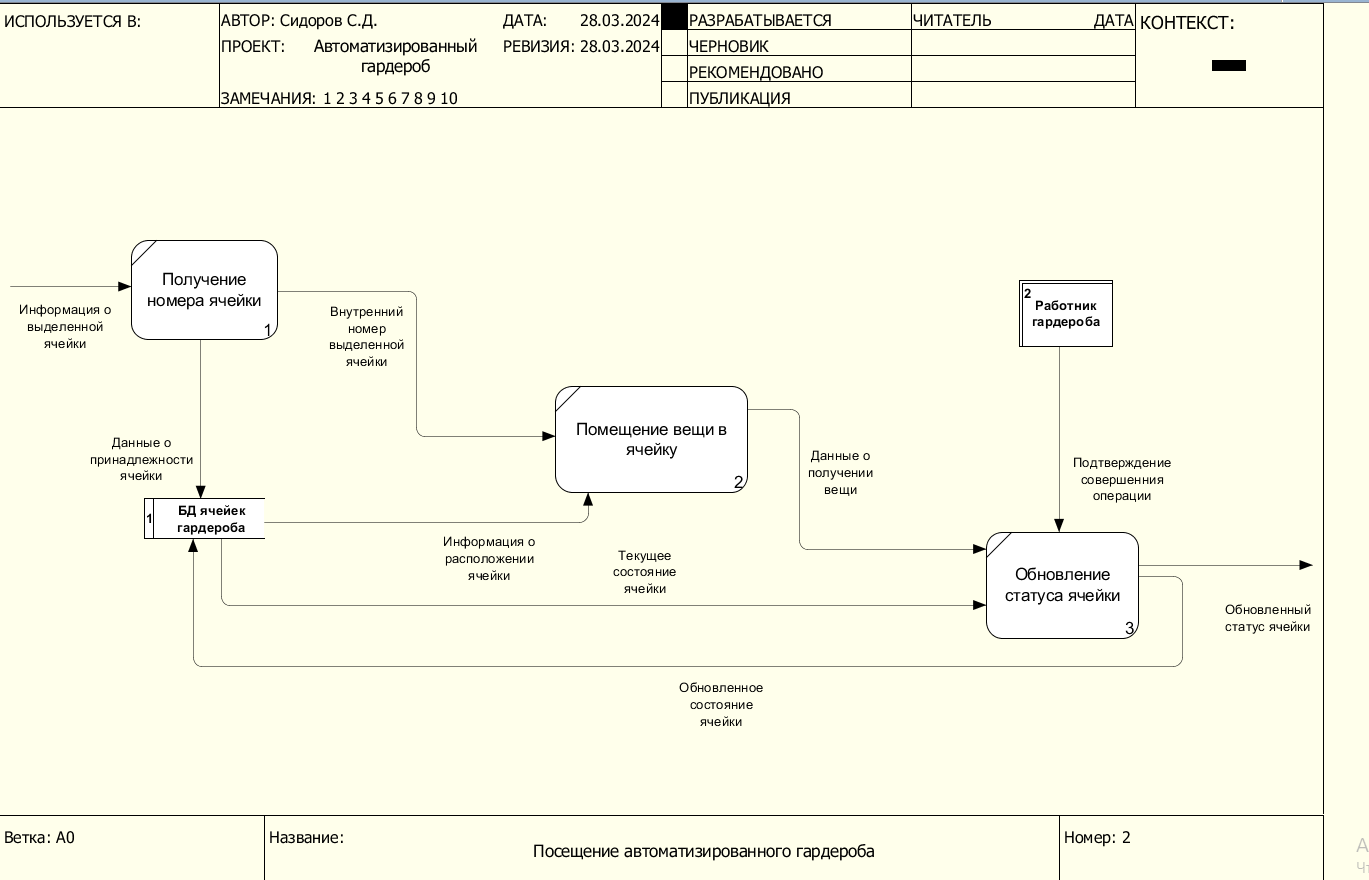 ИСПОЛЬЗУЕТСЯ В:
АВТОР: Сидоров С.Д.
ДАТА: 28.03.2024
ПРОЕКТ: Автоматизированный
гардероб
РЕВИЗИЯ: 28.03.2024
ЗАМЕЧАНИЯ: 1 2 3 4 5 6 7 8 9 10
РАЗРАБАТЫВАЕТСЯ
ЧЕРНОВИК
РЕКОМЕНДОВАНО
ПУБЛИКАЦИЯ
ЧИТАТЕЛЬ ДАТА
КОНТЕКСТ:
Информация о
выделенной
ячейки
Получение
номера ячейки
1
Внутренний
номер
выделенной
ячейки
Данные о
принадлежности
ячейки
1
БД ячеек
гардероба
Помещение вещи в
ячейку
2
Информация о
расположении
ячейки
Текущее
состояние
ячейки
Данные о
получении
вещи
2
Работник
гардероба
Подтверждение
совершенния
операции
Обновление
статуса ячейки
3
Обновленный
статус ячейки
Обновленное
состояние
ячейки
Ветка: A0
Название:
Посещение автоматизированного гардероба
Номер: 2